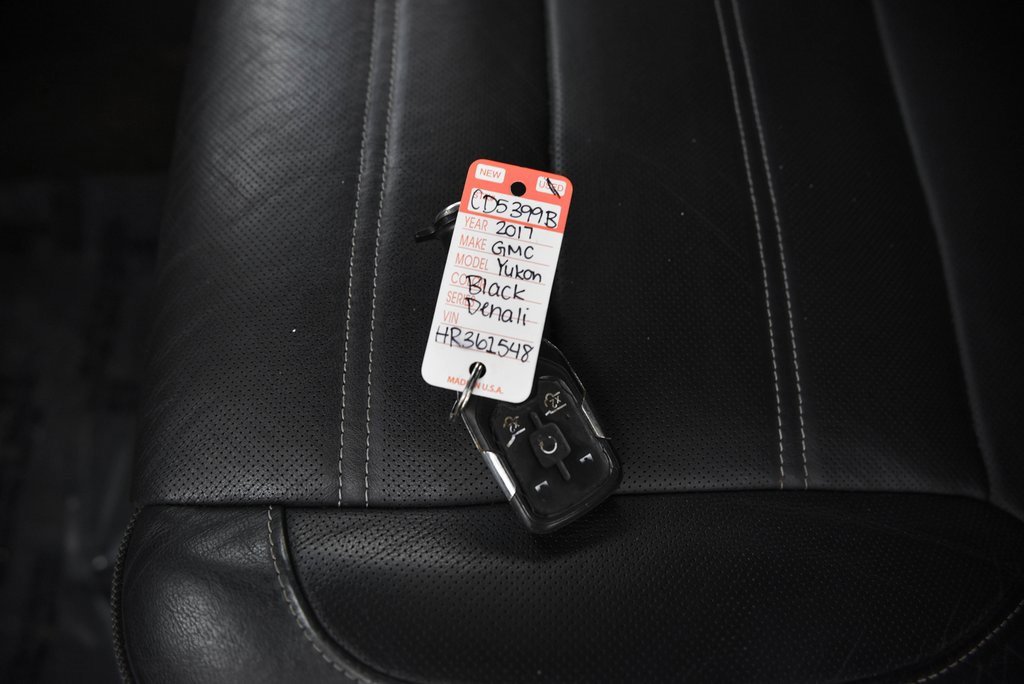 NEW USED
CD5399B
YEAR 2017
MAKE GMC
MODEL Yukon
Black
Denali
VIN
HR361548
MADE IN U.S.A.